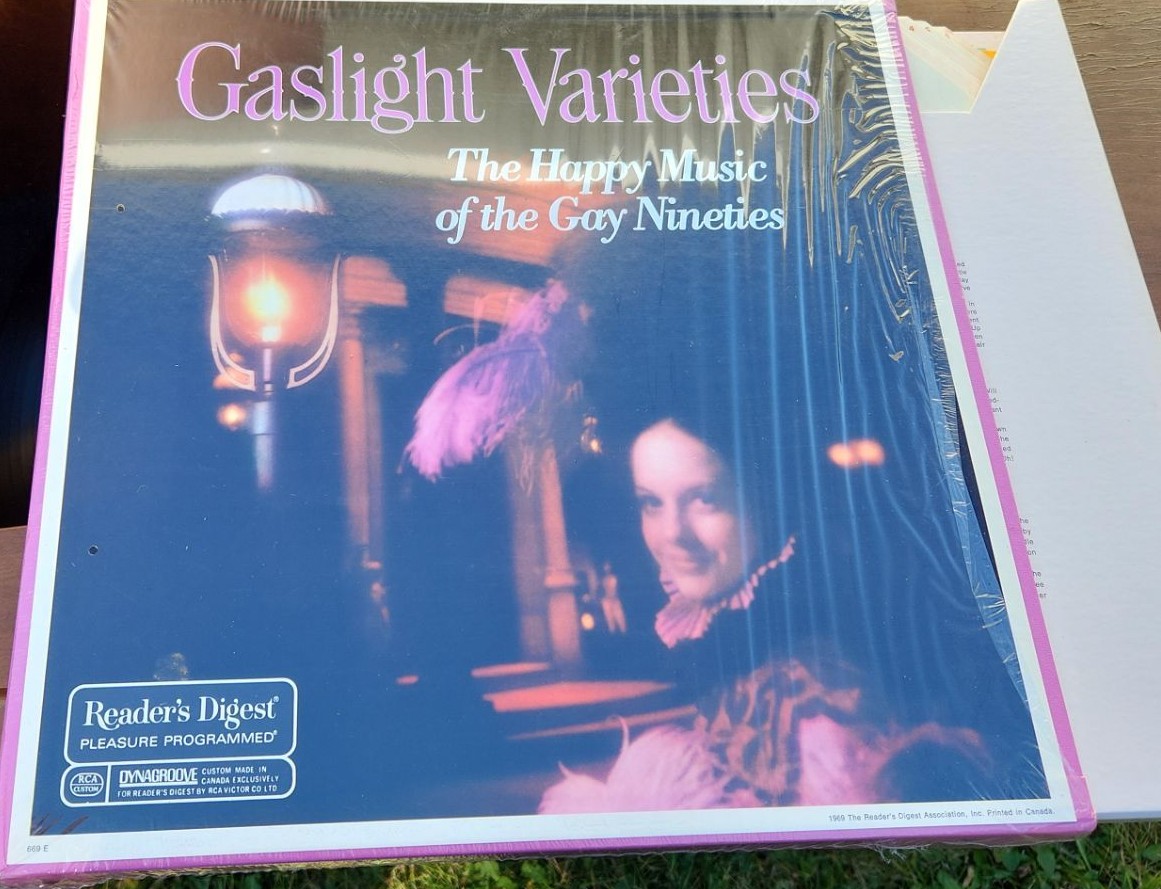 Gaslight Varieties
The Happy Music
of the Gay Nineties
Reader's Digest®
PLEASURE PROGRAMMED®
RCA
CUSTOM
DYNAGROOVE CUSTOM MADE IN
CANADA EXCLUSIVELY
FOR READER'S DIGEST BY RCA VICTOR CO LTD
1969 The Reader's Digest Association, Inc. Printed in Canada.
669 E